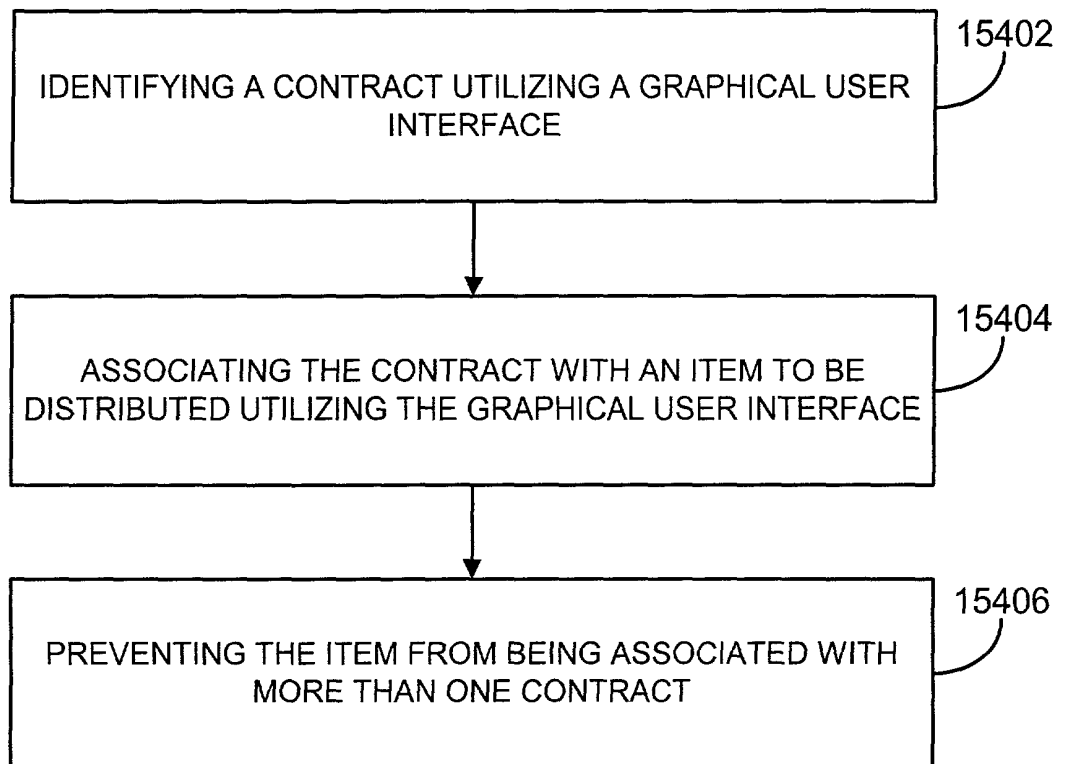 15402
IDENTIFYING A CONTRACT UTILIZING A GRAPHICAL USER
INTERFACE
15404
ASSOCIATING THE CONTRACT WITH AN ITEM TO BE
DISTRIBUTED UTILIZING THE GRAPHICAL USER INTERFACE
15406
PREVENTING THE ITEM FROM BEING ASSOCIATED WITH
MORE THAN ONE CONTRACT